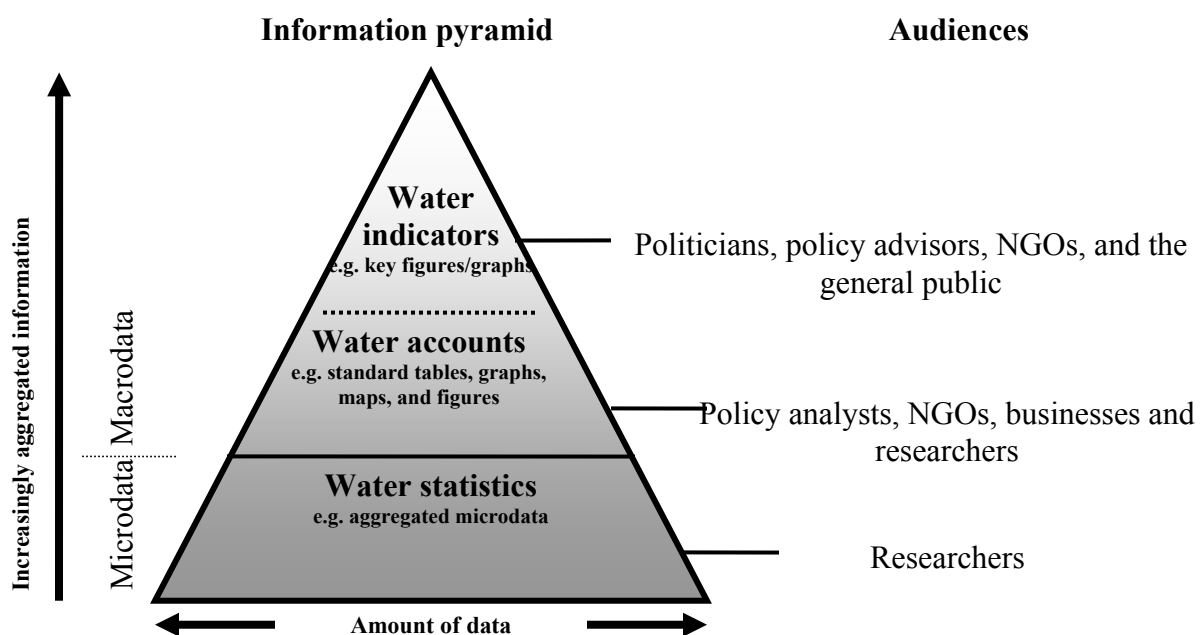 Information pyramid
Audiences
Water
indicators
e.g. key figures/graphs
Politicians, policy advisors, NGOs, and the
general public
Water accounts
e.g. standard tables, graphs,
maps, and figures
Policy analysts, NGOs, businesses and
researchers
Water statistics
e.g. aggregated microdata
Researchers
Increasingly aggregated information
Macrodata
Microdata
Amount of data